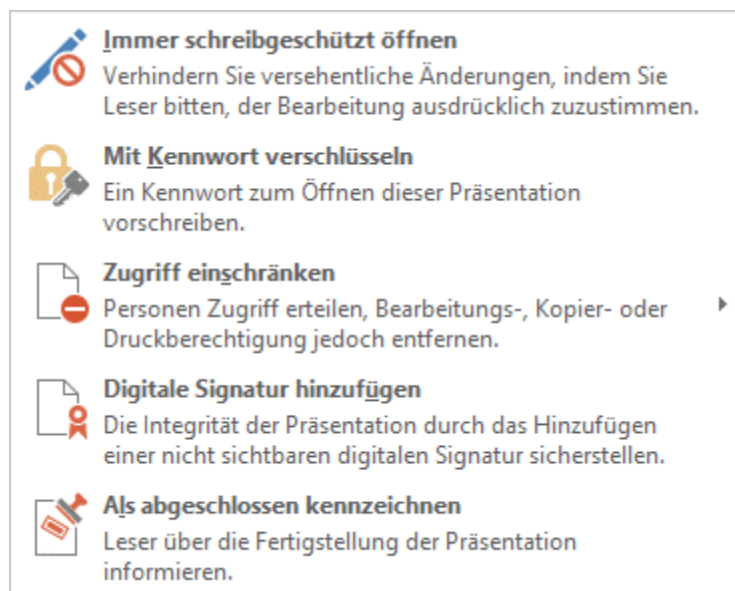 Immer schreibgeschützt öffnen
Verhindern Sie versehentliche Änderungen, indem Sie
Leser bitten, der Bearbeitung ausdrücklich zuzustimmen.
Mit Kennwort verschlüsseln
Ein Kennwort zum Öffnen dieser Präsentation
vorschreiben.
Zugriff einschränken
Personen Zugriff erteilen, Bearbeitungs-, Kopier- oder
Druckberechtigung jedoch entfernen.
Digitale Signatur hinzufügen
Die Integrität der Präsentation durch das Hinzufügen
einer nicht sichtbaren digitalen Signatur sicherstellen.
Als abgeschlossen kennzeichnen
Leser über die Fertigstellung der Präsentation
informieren.